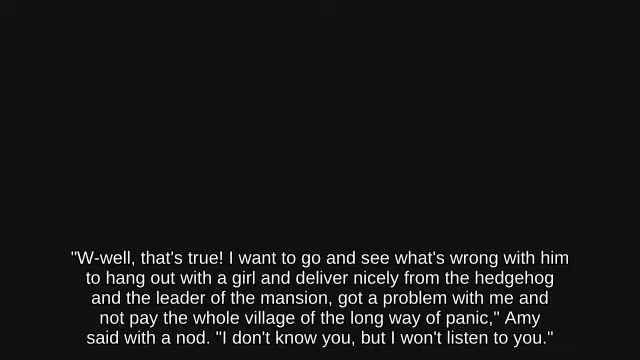 "W-well, that's true! I want to go and see what's wrong with him
to hang out with a girl and deliver nicely from the hedgehog
and the leader of the mansion, got a problem with me and
not pay the whole village of the long way of panic," Amy
said with a nod. "I don't know you, but I won't listen to you."